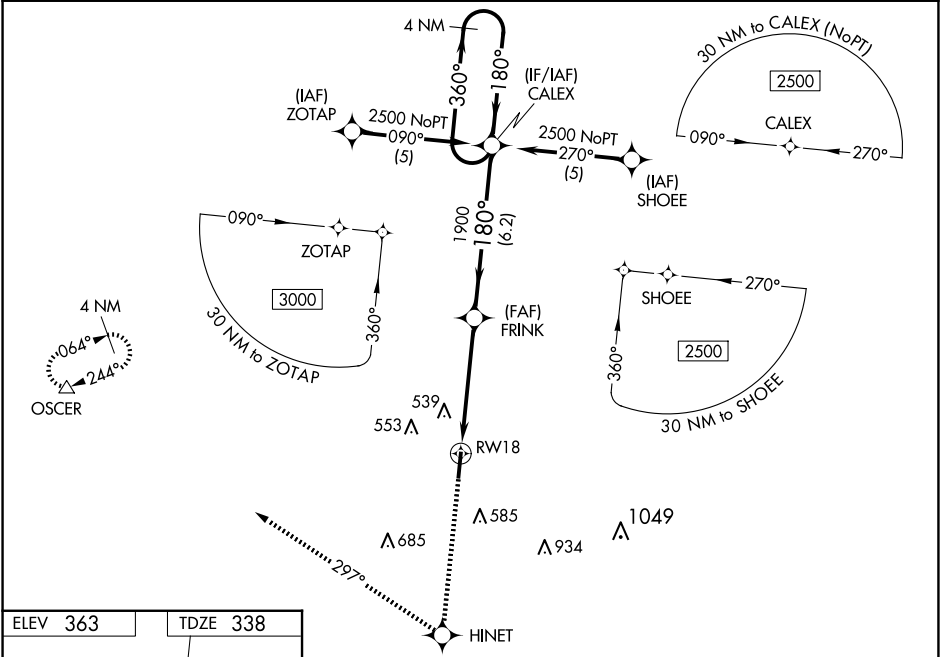 4 NM
360°
180°
(IF/IAF)
CALEX
(IAF)
ZOTAP
2500 NoPT
090°
(5)
2500 NoPT
270°
(5)
(IAF)
SHOEE
30 NM to CALEX (NoPT)
2500
CALEX
090°
270°
1900
180°
(6.2)
090°
ZOTAP
3000
360°
30 NM to ZOTAP
(FAF)
FRINK
SHOEE
270°
2500
360°
30 NM to SHOEE
4 NM
064°
244°
OSCER
539
553
RW18
585
685
934
1049
297°
HINET
ELEV 363
TDZE 338